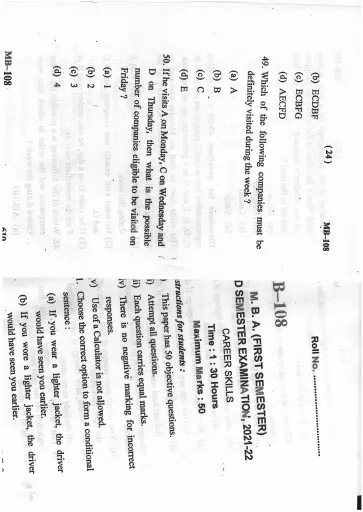 (24) MB-108
(b) ECDBF
(c) ECBFG
(d) AECFD
49. Which of the following companies must be
definitely visited during the week ?
(a) A
(b) B
(c) C
(d) E
50. If he visits A on Monday, C on Wednesday and
D on Thursday, then what is the possible
number of companies eligible to be visited on
Friday ?
(a) 1
(b) 2
(c) 3
(d) 4
MB-108
Roll No. ..............................
B-108
M. B. A. (FIRST SEMESTER)
D SEMESTER EXAMINATION, 2021-22
CAREER SKILLS
Time : 1 : 30 Hours
Maximum Marks : 50
structions for students :
) This paper has 50 objective questions.
i) Attempt all questions.
ii) Each question carries equal marks.
iv) There is no negative marking for incorrect
responses.
v) Use of a Calculator is not allowed.
1. Choose the correct option to form a conditional
sentence :
(a) If you wear a lighter jacket, the driver
would have seen you earlier.
(b) If you wore a lighter jacket, the driver
would have seen you earlier.